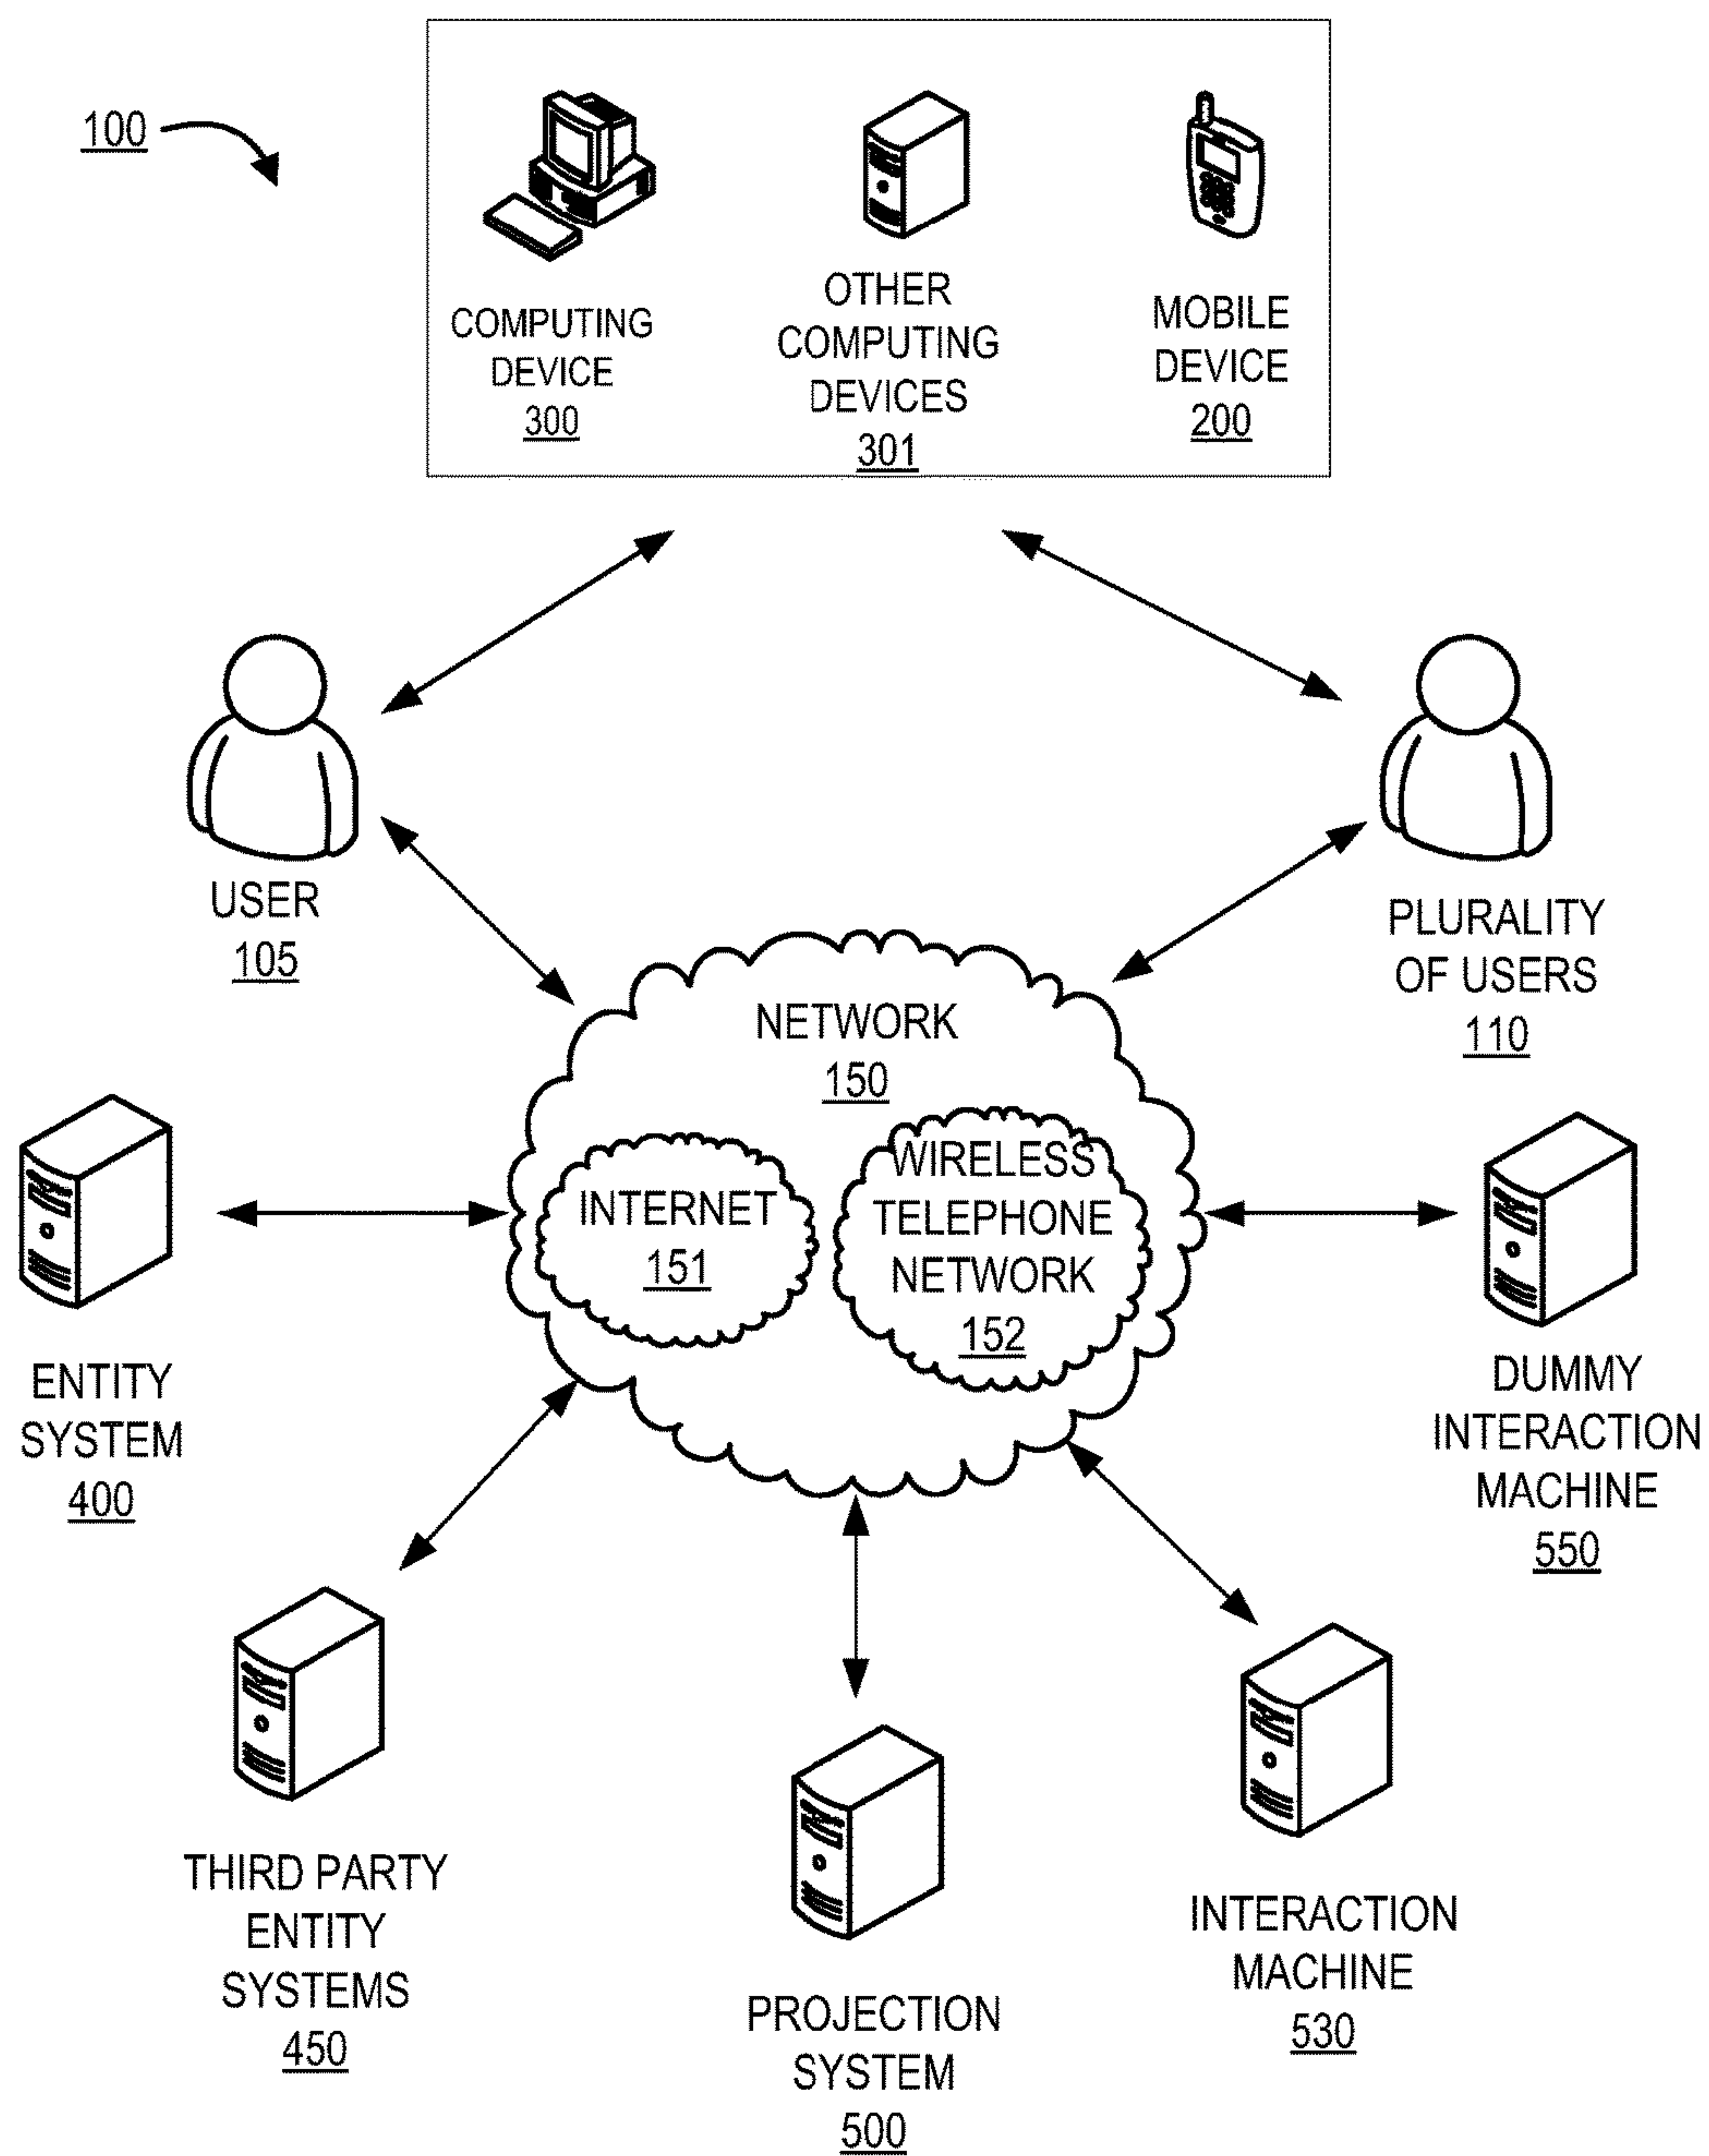 100
COMPUTING
DEVICE
300
OTHER
COMPUTING
DEVICES
301
MOBILE
DEVICE
200
USER
105
PLURALITY
OF USERS
110
NETWORK
150
INTERNET
151
WIRELESS
TELEPHONE
NETWORK
152
ENTITY
SYSTEM
400
DUMMY
INTERACTION
MACHINE
550
THIRD PARTY
ENTITY
SYSTEMS
450
PROJECTION
SYSTEM
500
INTERACTION
MACHINE
530